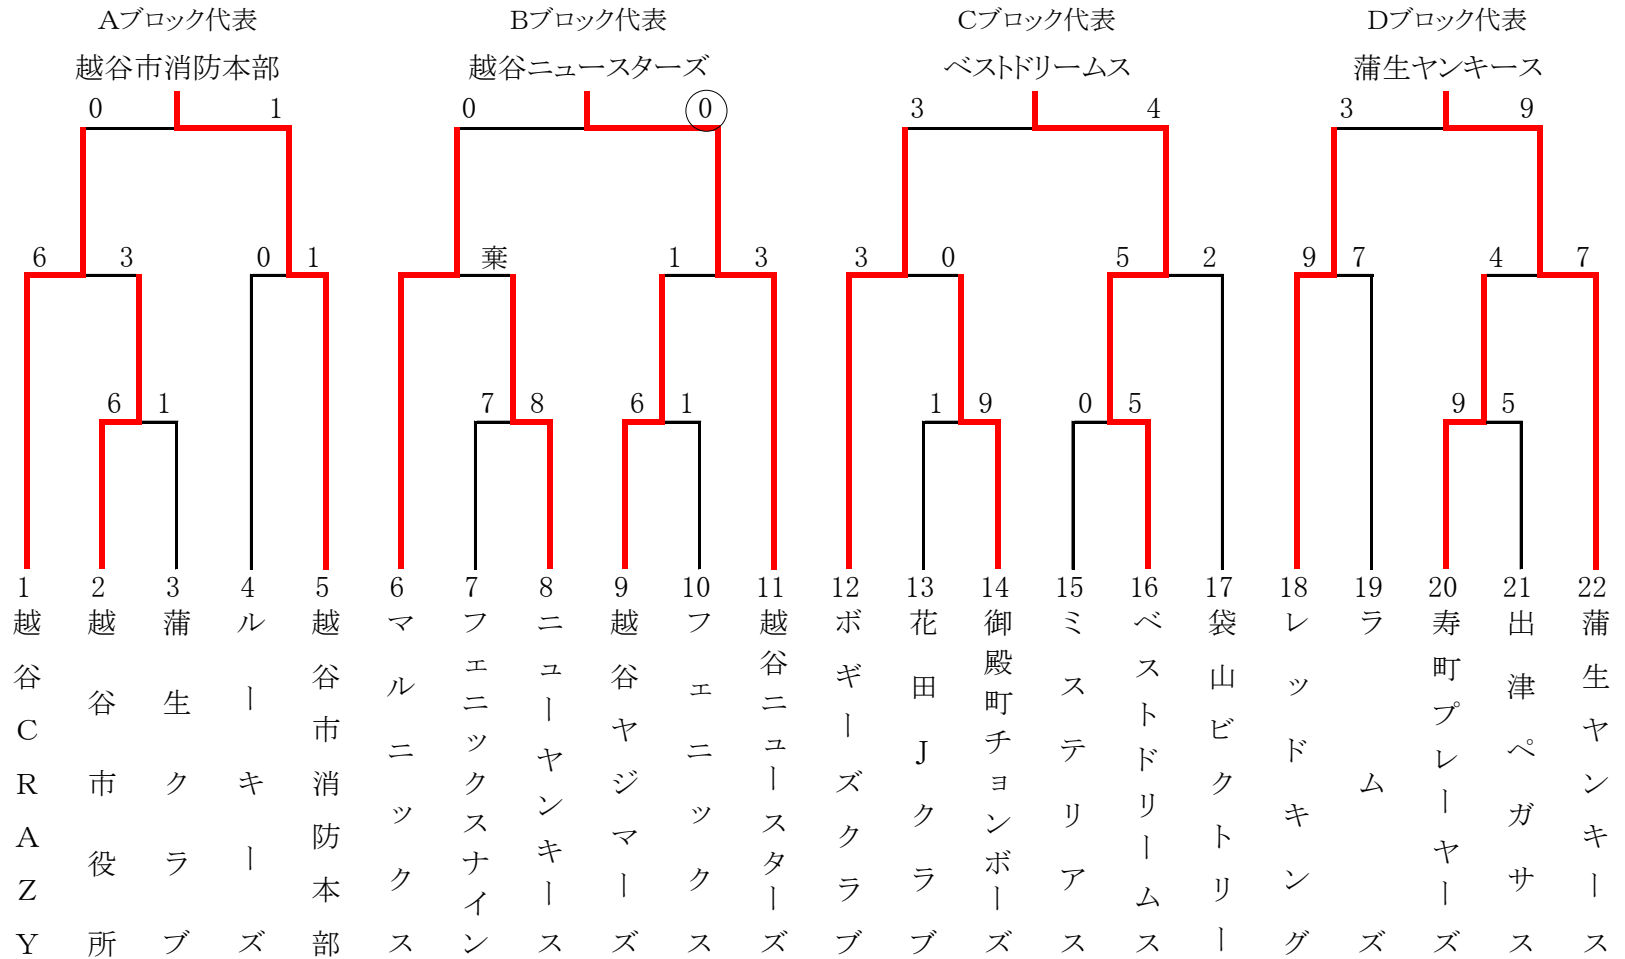 Aブロック代表 Bブロック代表 Cブロック代表 Dブロック代表
越谷市消防本部 越谷ニュースターズ ベストドリームス 蒲生ヤンキース
0 1 0 0 3 4 3 9
6 3 0 1 棄 1 3 3 0 5 2 9 7 4 7
6 1 7 8 6 1 1 9 0 5 9 5
1 2 3 4 5 6 7 8 9 10 11 12 13 14 15 16 17 18 19 20 21 22
越谷CRAZY
越谷市役所
蒲生クラブ
ルーキーズ
越谷市消防本部
マルニックス
フェニックスナイン
ニューヤンキース
越谷ヤジマーズ
フェニックス
越谷ニュースターズ
ボギーズクラブ
花田Jクラブ
御殿町チョンボーズ
ミステリアス
ベストドリームス
袋山ビクトリー
レッドキング
ラムズ
寿町プレーヤーズ
出津ペガサス
蒲生ヤンキース